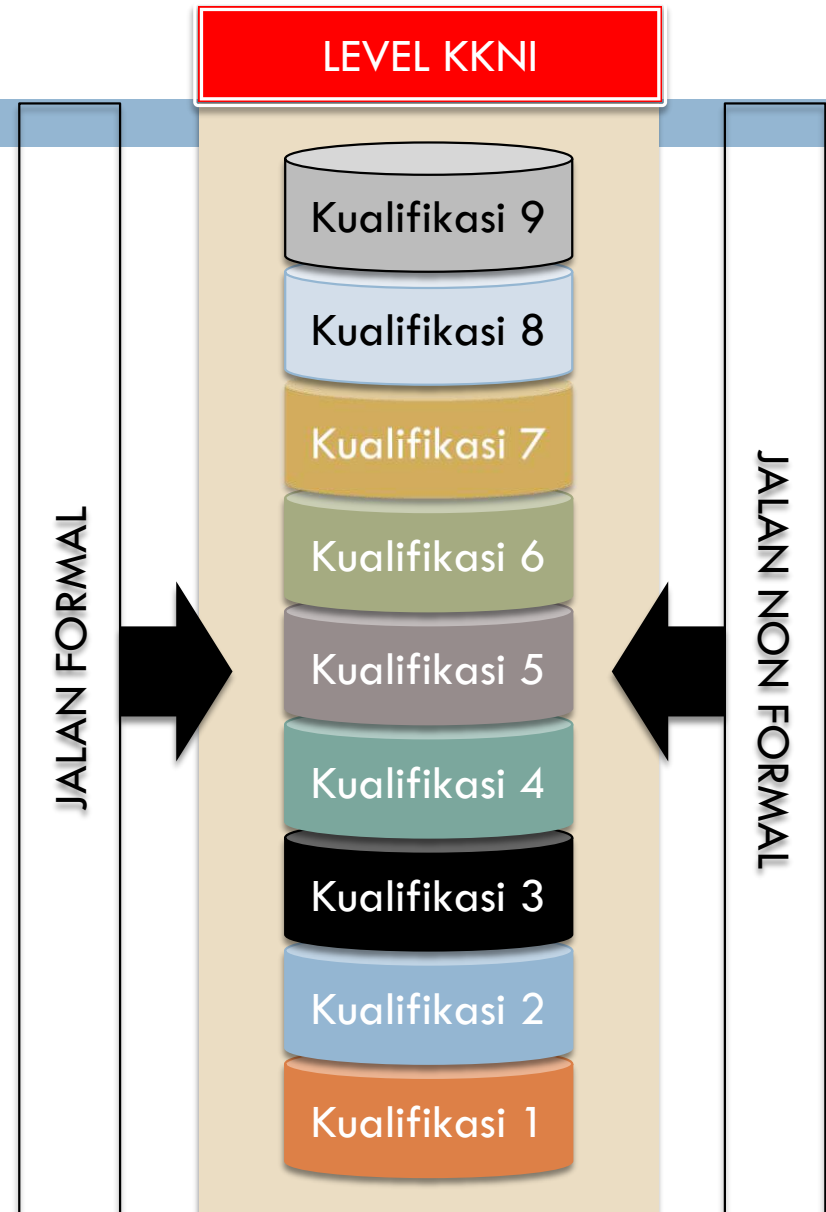 LEVEL KKNI
JALAN FORMAL
Kualifikasi 9
Kualifikasi 8
Kualifikasi 7
Kualifikasi 6
Kualifikasi 5
Kualifikasi 4
Kualifikasi 3
Kualifikasi 2
Kualifikasi 1
JALAN NON FORMAL